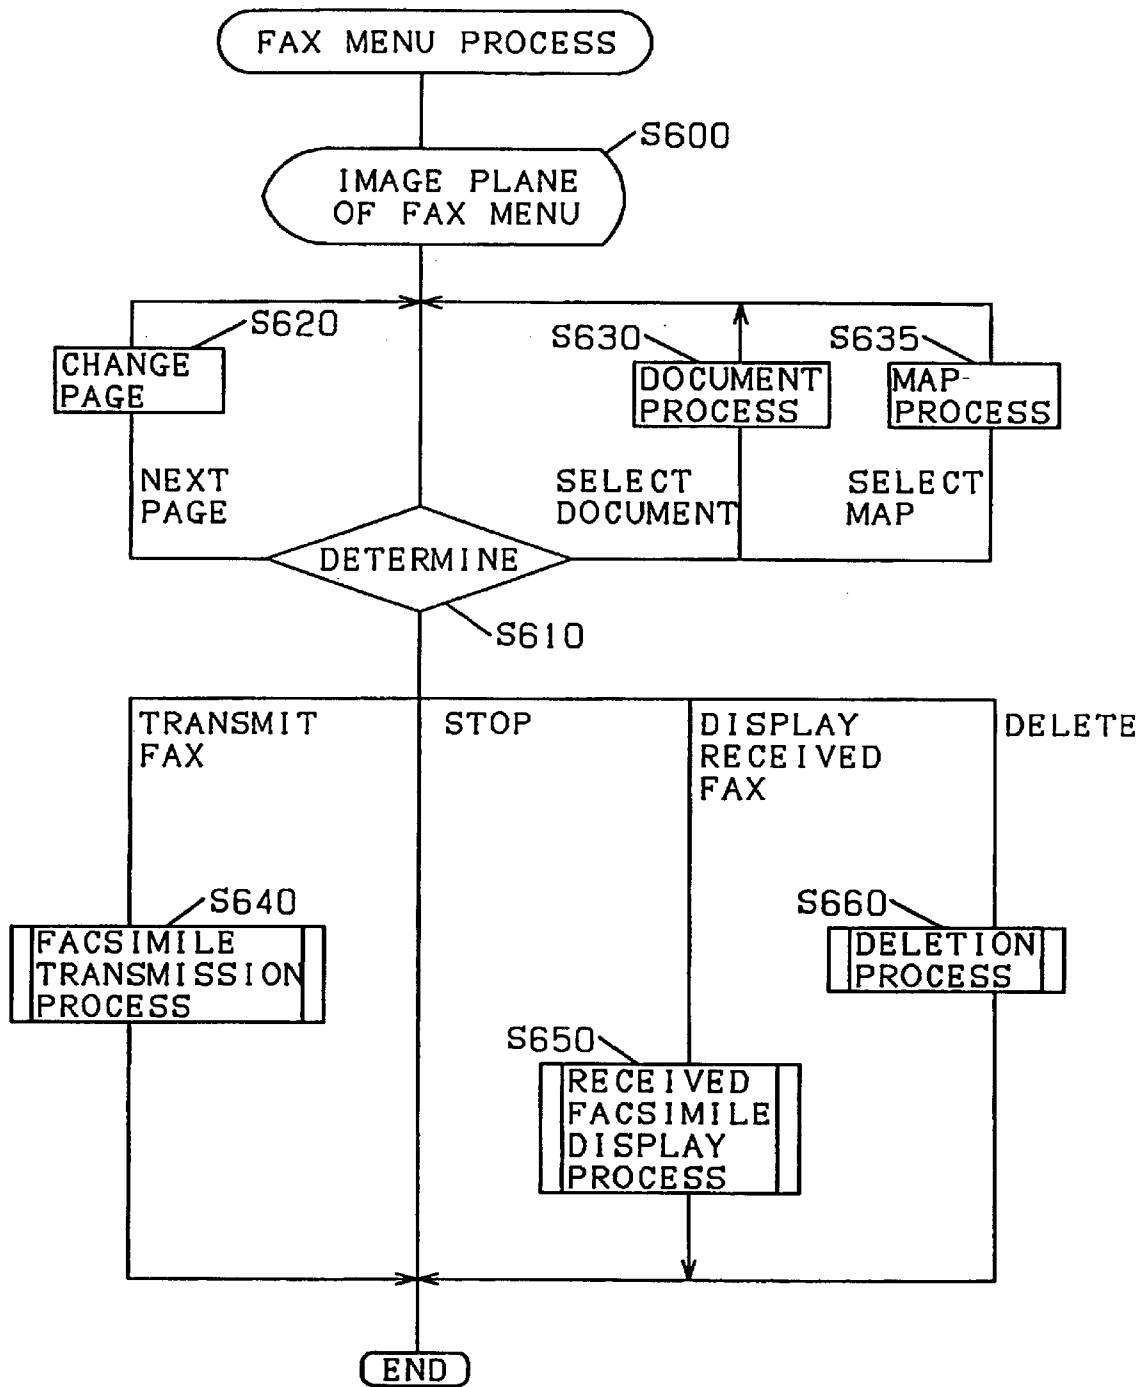 FAX MENU PROCESS
S600
IMAGE PLANE
OF FAX MENU
S620
CHANGE
PAGE
S630
DOCUMENT
PROCESS
S635
MAP
PROCESS
NEXT
PAGE
SELECT
DOCUMENT
SELECT
MAP
DETERMINE
S610
TRANSMIT
FAX
STOP
DISPLAY
RECEIVED
FAX
DELETE
S640
FACSIMILE
TRANSMISSION
PROCESS
S660
DELETION
PROCESS
S650
RECEIVED
FACSIMILE
DISPLAY
PROCESS
END